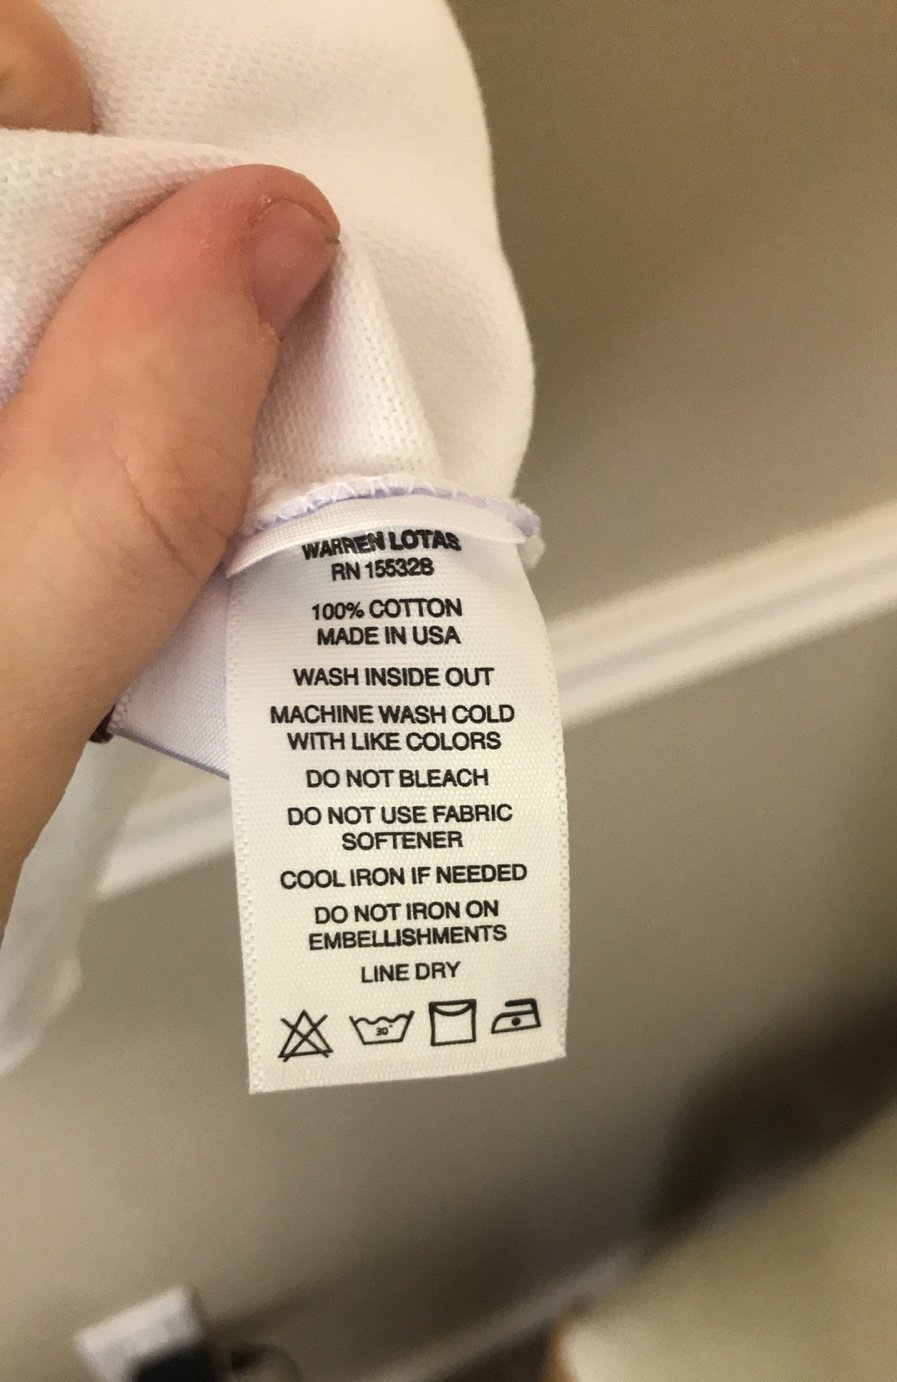 WARREN LOTAS
RN 155328
100% COTTON
MADE IN USA
WASH INSIDE OUT
MACHINE WASH COLD
WITH LIKE COLORS
DO NOT BLEACH
DO NOT USE FABRIC
SOFTENER
COOL IRON IF NEEDED
DO NOT IRON ON
EMBELLISHMENTS
LINE DRY
30°